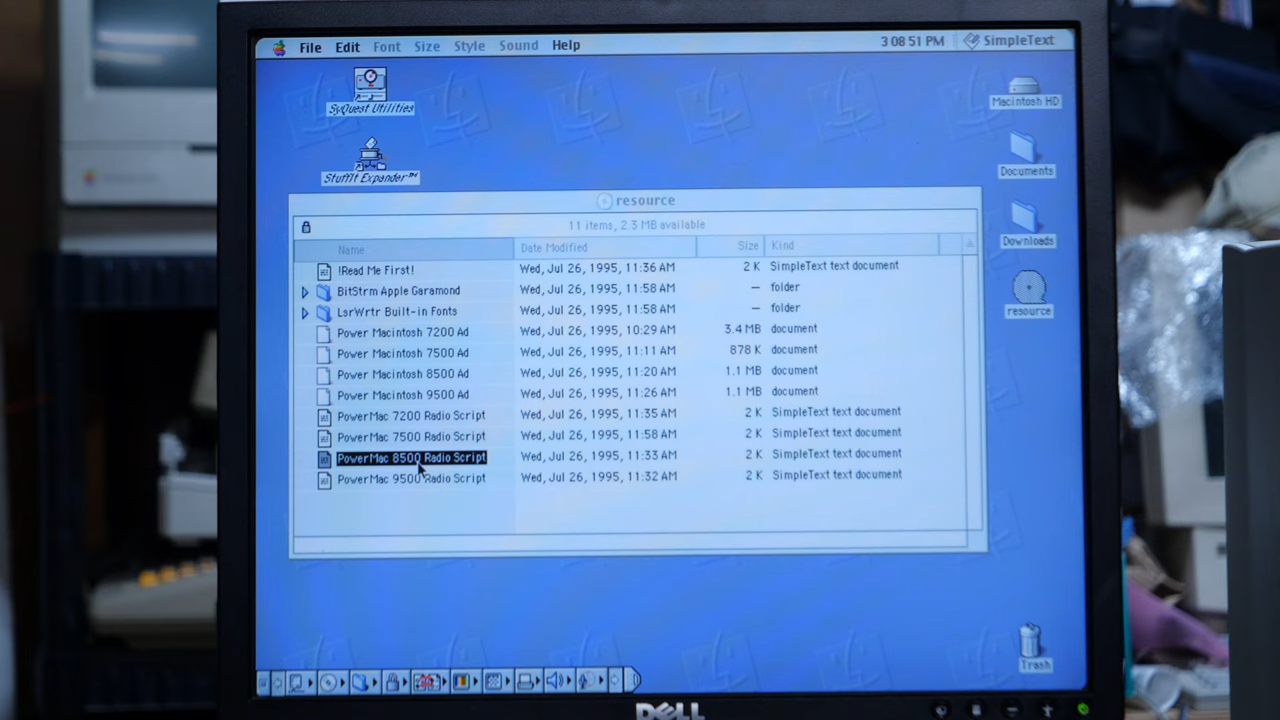 File Edit Font Size Style Sound Help 3 08 51 PM SimpleText
SyQuest Utilities
Macintosh HD
StuffIt Expander™
Documents
resource
11 items, 2.3 MB available
Name Date Modified Size Kind
Downloads
!Read Me First! Wed, Jul 26, 1995, 11:36 AM 2 K SimpleText text document
BitStrm Apple Garamond Wed, Jul 26, 1995, 11:58 AM — folder
LsrWrtr Built-in Fonts Wed, Jul 26, 1995, 11:58 AM — folder
resource
Power Macintosh 7200 Ad Wed, Jul 26, 1995, 10:29 AM 3.4 MB document
Power Macintosh 7500 Ad Wed, Jul 26, 1995, 11:11 AM 878 K document
Power Macintosh 8500 Ad Wed, Jul 26, 1995, 11:20 AM 1.1 MB document
Power Macintosh 9500 Ad Wed, Jul 26, 1995, 11:26 AM 1.1 MB document
PowerMac 7200 Radio Script Wed, Jul 26, 1995, 11:35 AM 2 K SimpleText text document
PowerMac 7500 Radio Script Wed, Jul 26, 1995, 11:58 AM 2 K SimpleText text document
PowerMac 8500 Radio Script Wed, Jul 26, 1995, 11:33 AM 2 K SimpleText text document
PowerMac 9500 Radio Script Wed, Jul 26, 1995, 11:32 AM 2 K SimpleText text document
Trash
DELL